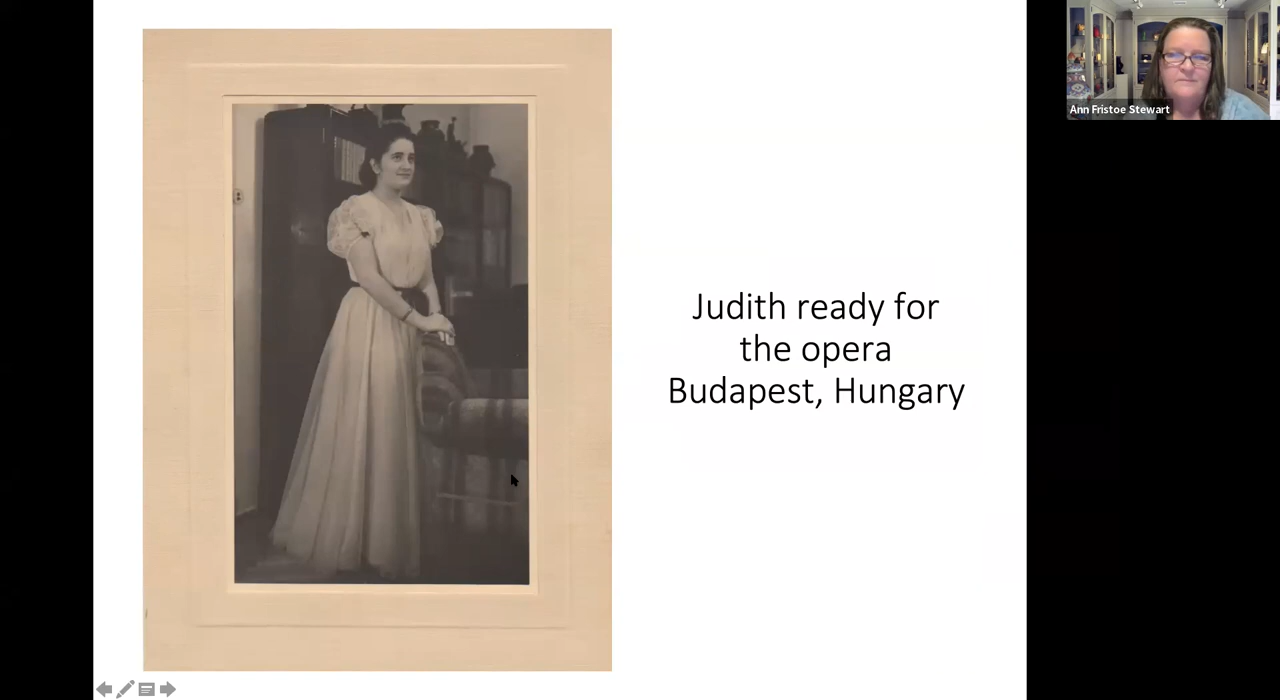 Judith ready for
the opera
Budapest, Hungary
Ann Fristoe Stewart